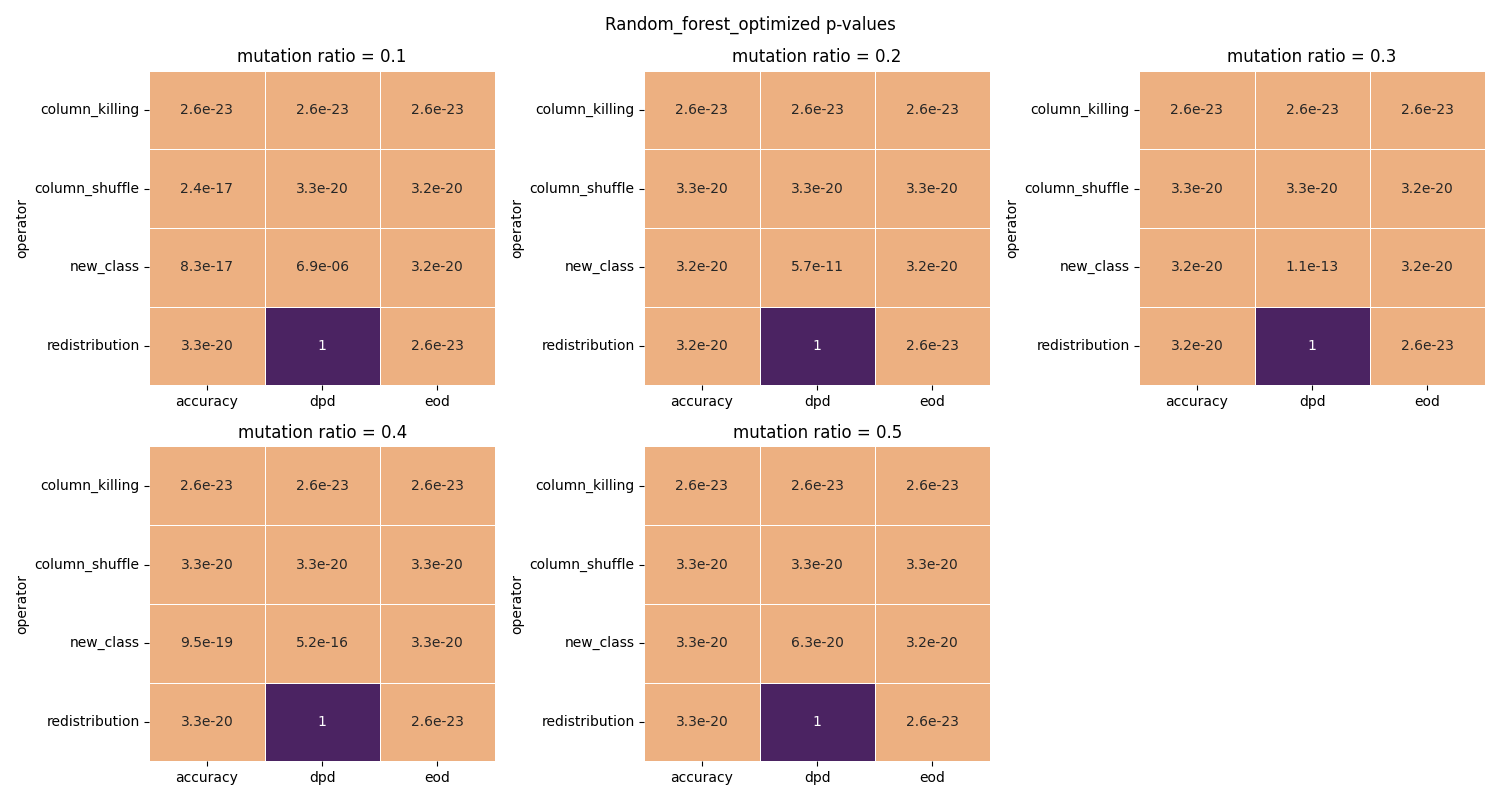 Random_forest_optimized p-values
mutation ratio = 0.1
operator
column_killing 2.6e-23 2.6e-23 2.6e-23
column_shuffle 2.4e-17 3.3e-20 3.2e-20
new_class 8.3e-17 6.9e-06 3.2e-20
redistribution 3.3e-20 1 2.6e-23
accuracy dpd eod
mutation ratio = 0.2
operator
column_killing 2.6e-23 2.6e-23 2.6e-23
column_shuffle 3.3e-20 3.3e-20 3.3e-20
new_class 3.2e-20 5.7e-11 3.2e-20
redistribution 3.2e-20 1 2.6e-23
accuracy dpd eod
mutation ratio = 0.3
operator
column_killing 2.6e-23 2.6e-23 2.6e-23
column_shuffle 3.3e-20 3.3e-20 3.2e-20
new_class 3.2e-20 1.1e-13 3.2e-20
redistribution 3.2e-20 1 2.6e-23
accuracy dpd eod
mutation ratio = 0.4
operator
column_killing 2.6e-23 2.6e-23 2.6e-23
column_shuffle 3.3e-20 3.3e-20 3.3e-20
new_class 9.5e-19 5.2e-16 3.3e-20
redistribution 3.3e-20 1 2.6e-23
accuracy dpd eod
mutation ratio = 0.5
operator
column_killing 2.6e-23 2.6e-23 2.6e-23
column_shuffle 3.3e-20 3.3e-20 3.3e-20
new_class 3.3e-20 6.3e-20 3.2e-20
redistribution 3.3e-20 1 2.6e-23
accuracy dpd eod